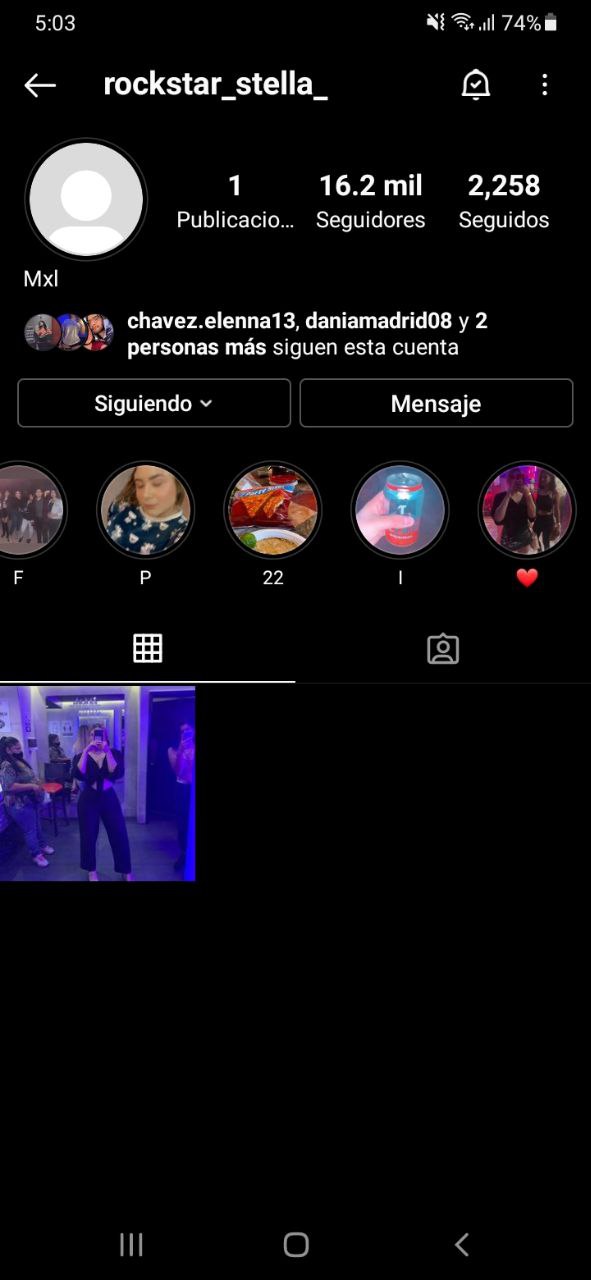 5:03
74%
rockstar_stella_
1
16.2 mil
2,258
Publicacio...
Seguidores
Seguidos
Mxl
chavez.elenna13, daniamadrid08 y 2
personas más siguen esta cuenta
Siguiendo
Mensaje
F
P
22
I